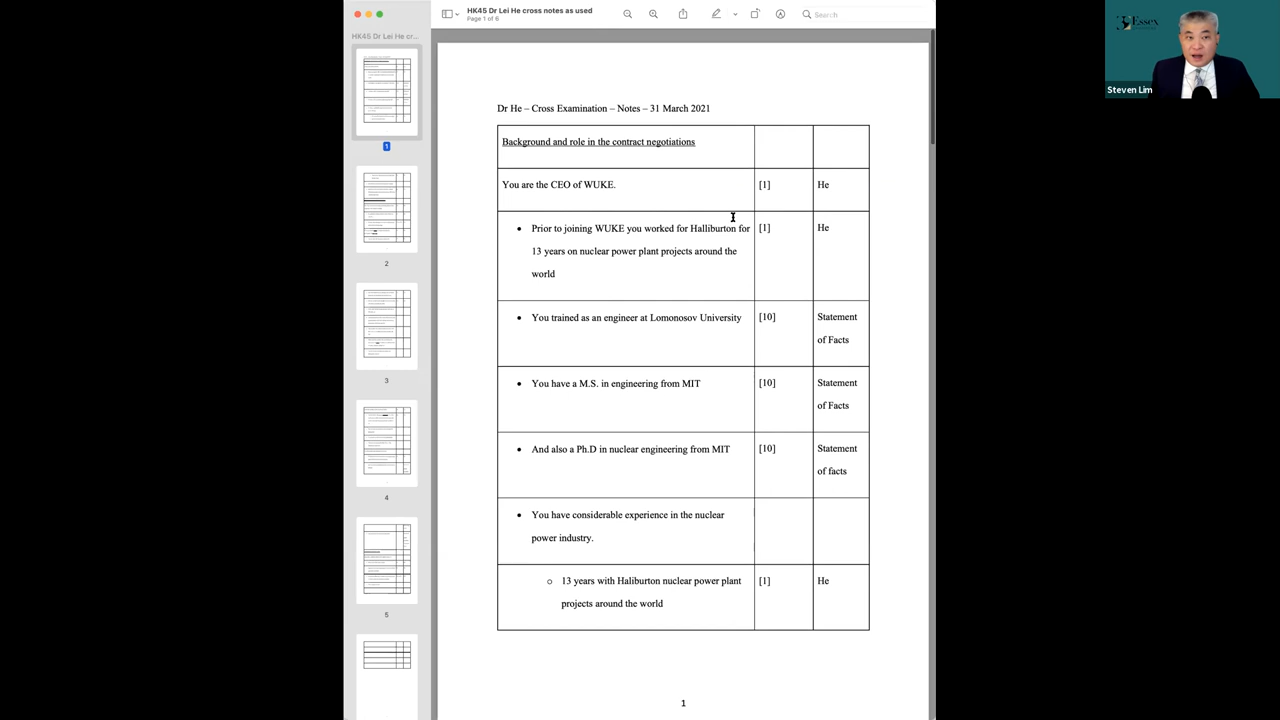 HK45 Dr Lei He cross notes as used
Page 1 of 6
Search
HK45 Dr Lei He cr...
1
2
3
4
5
Dr He – Cross Examination – Notes – 31 March 2021
Background and role in the contract negotiations
You are the CEO of WUKE. [1] He
• Prior to joining WUKE you worked for Halliburton for [1] He
13 years on nuclear power plant projects around the
world
• You trained as an engineer at Lomonosov University [10] Statement
of Facts
• You have a M.S. in engineering from MIT [10] Statement
of Facts
• And also a Ph.D in nuclear engineering from MIT [10] Statement
of facts
• You have considerable experience in the nuclear
power industry.
○ 13 years with Haliburton nuclear power plant [1] He
projects around the world
1
Essex
Steven Lim